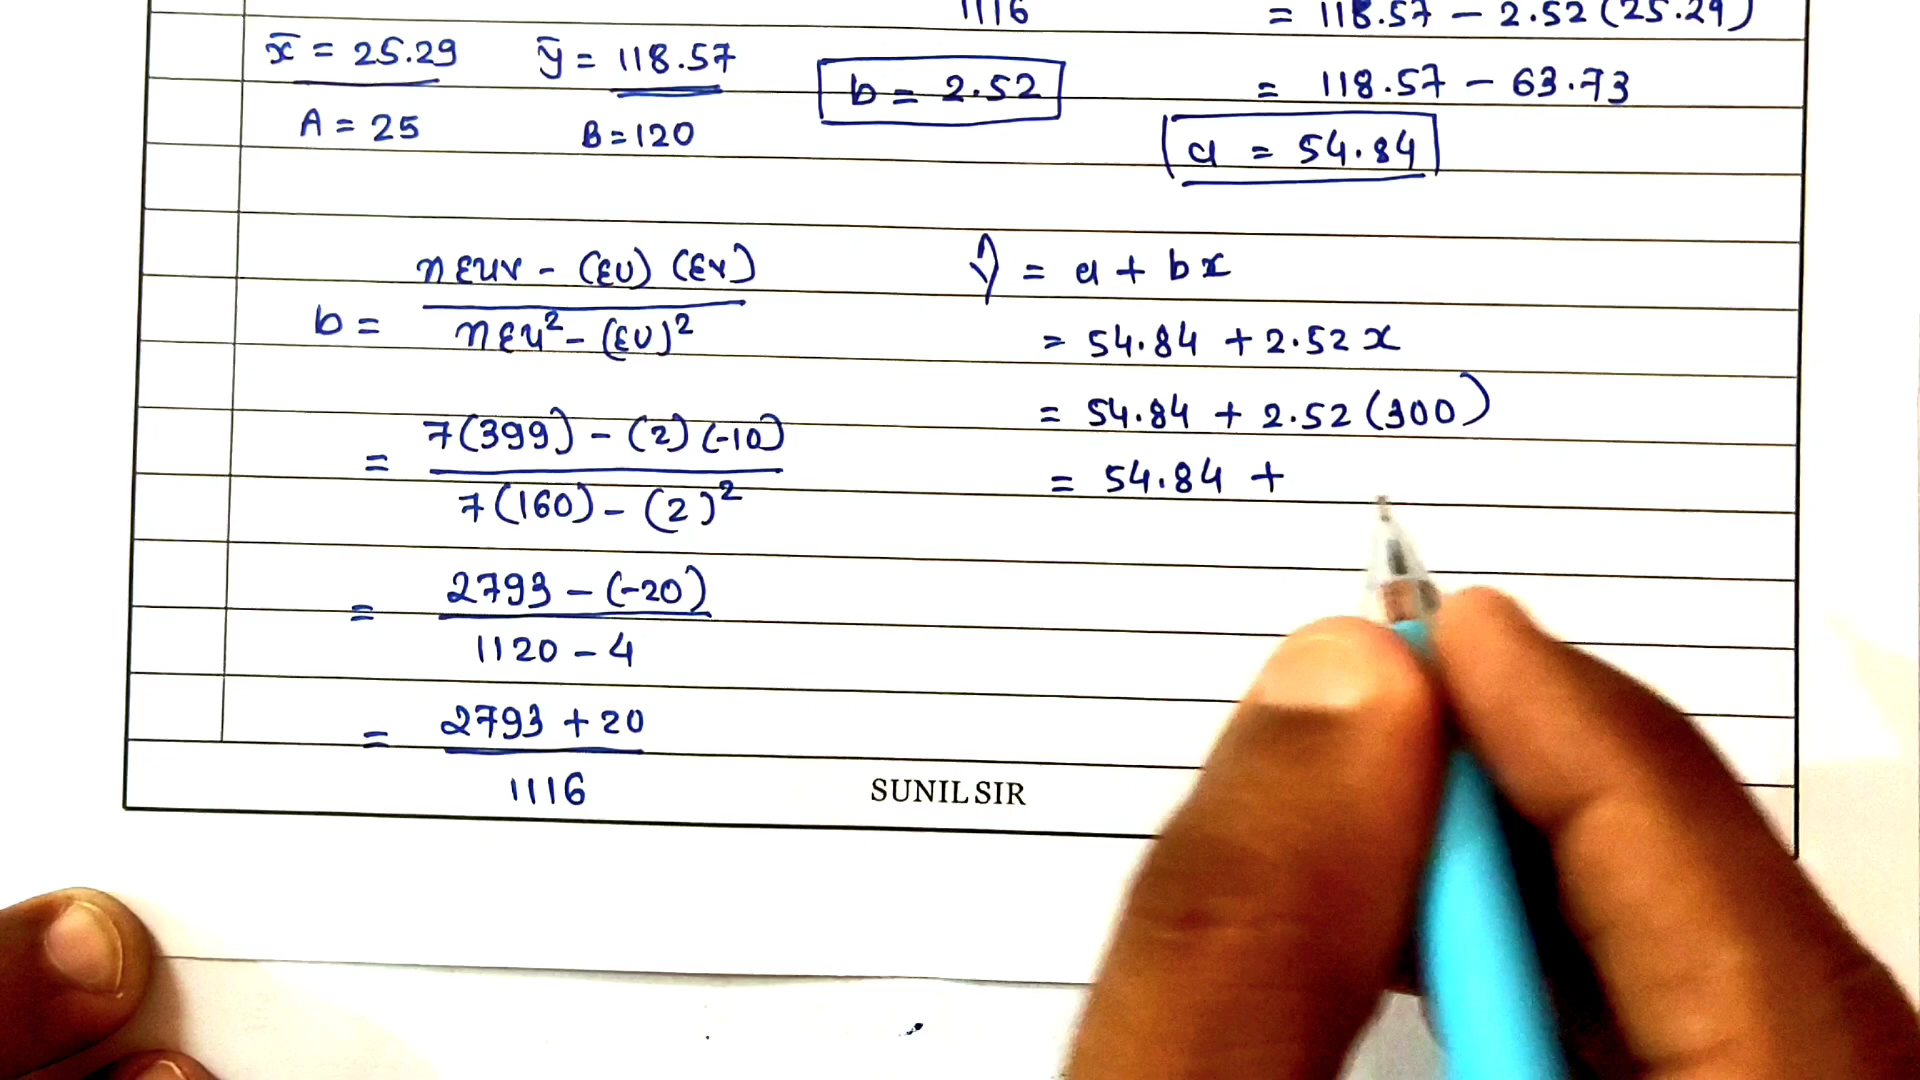 1116
= 118.57 - 2.52 (25.29)
x̄ = 25.29 ȳ = 118.57
b = 2.52
= 118.57 - 63.73
A = 25 B = 120
a = 54.84
b = nΣuv - (Σu)(Σv) / nΣu² - (Σu)²
= 7(399) - (2)(-10) / 7(160) - (2)²
= 2793 - (-20) / 1120 - 4
= 2793 + 20 / 1116
ŷ = a + bx
= 54.84 + 2.52 x
= 54.84 + 2.52 (300)
= 54.84 +
SUNIL SIR